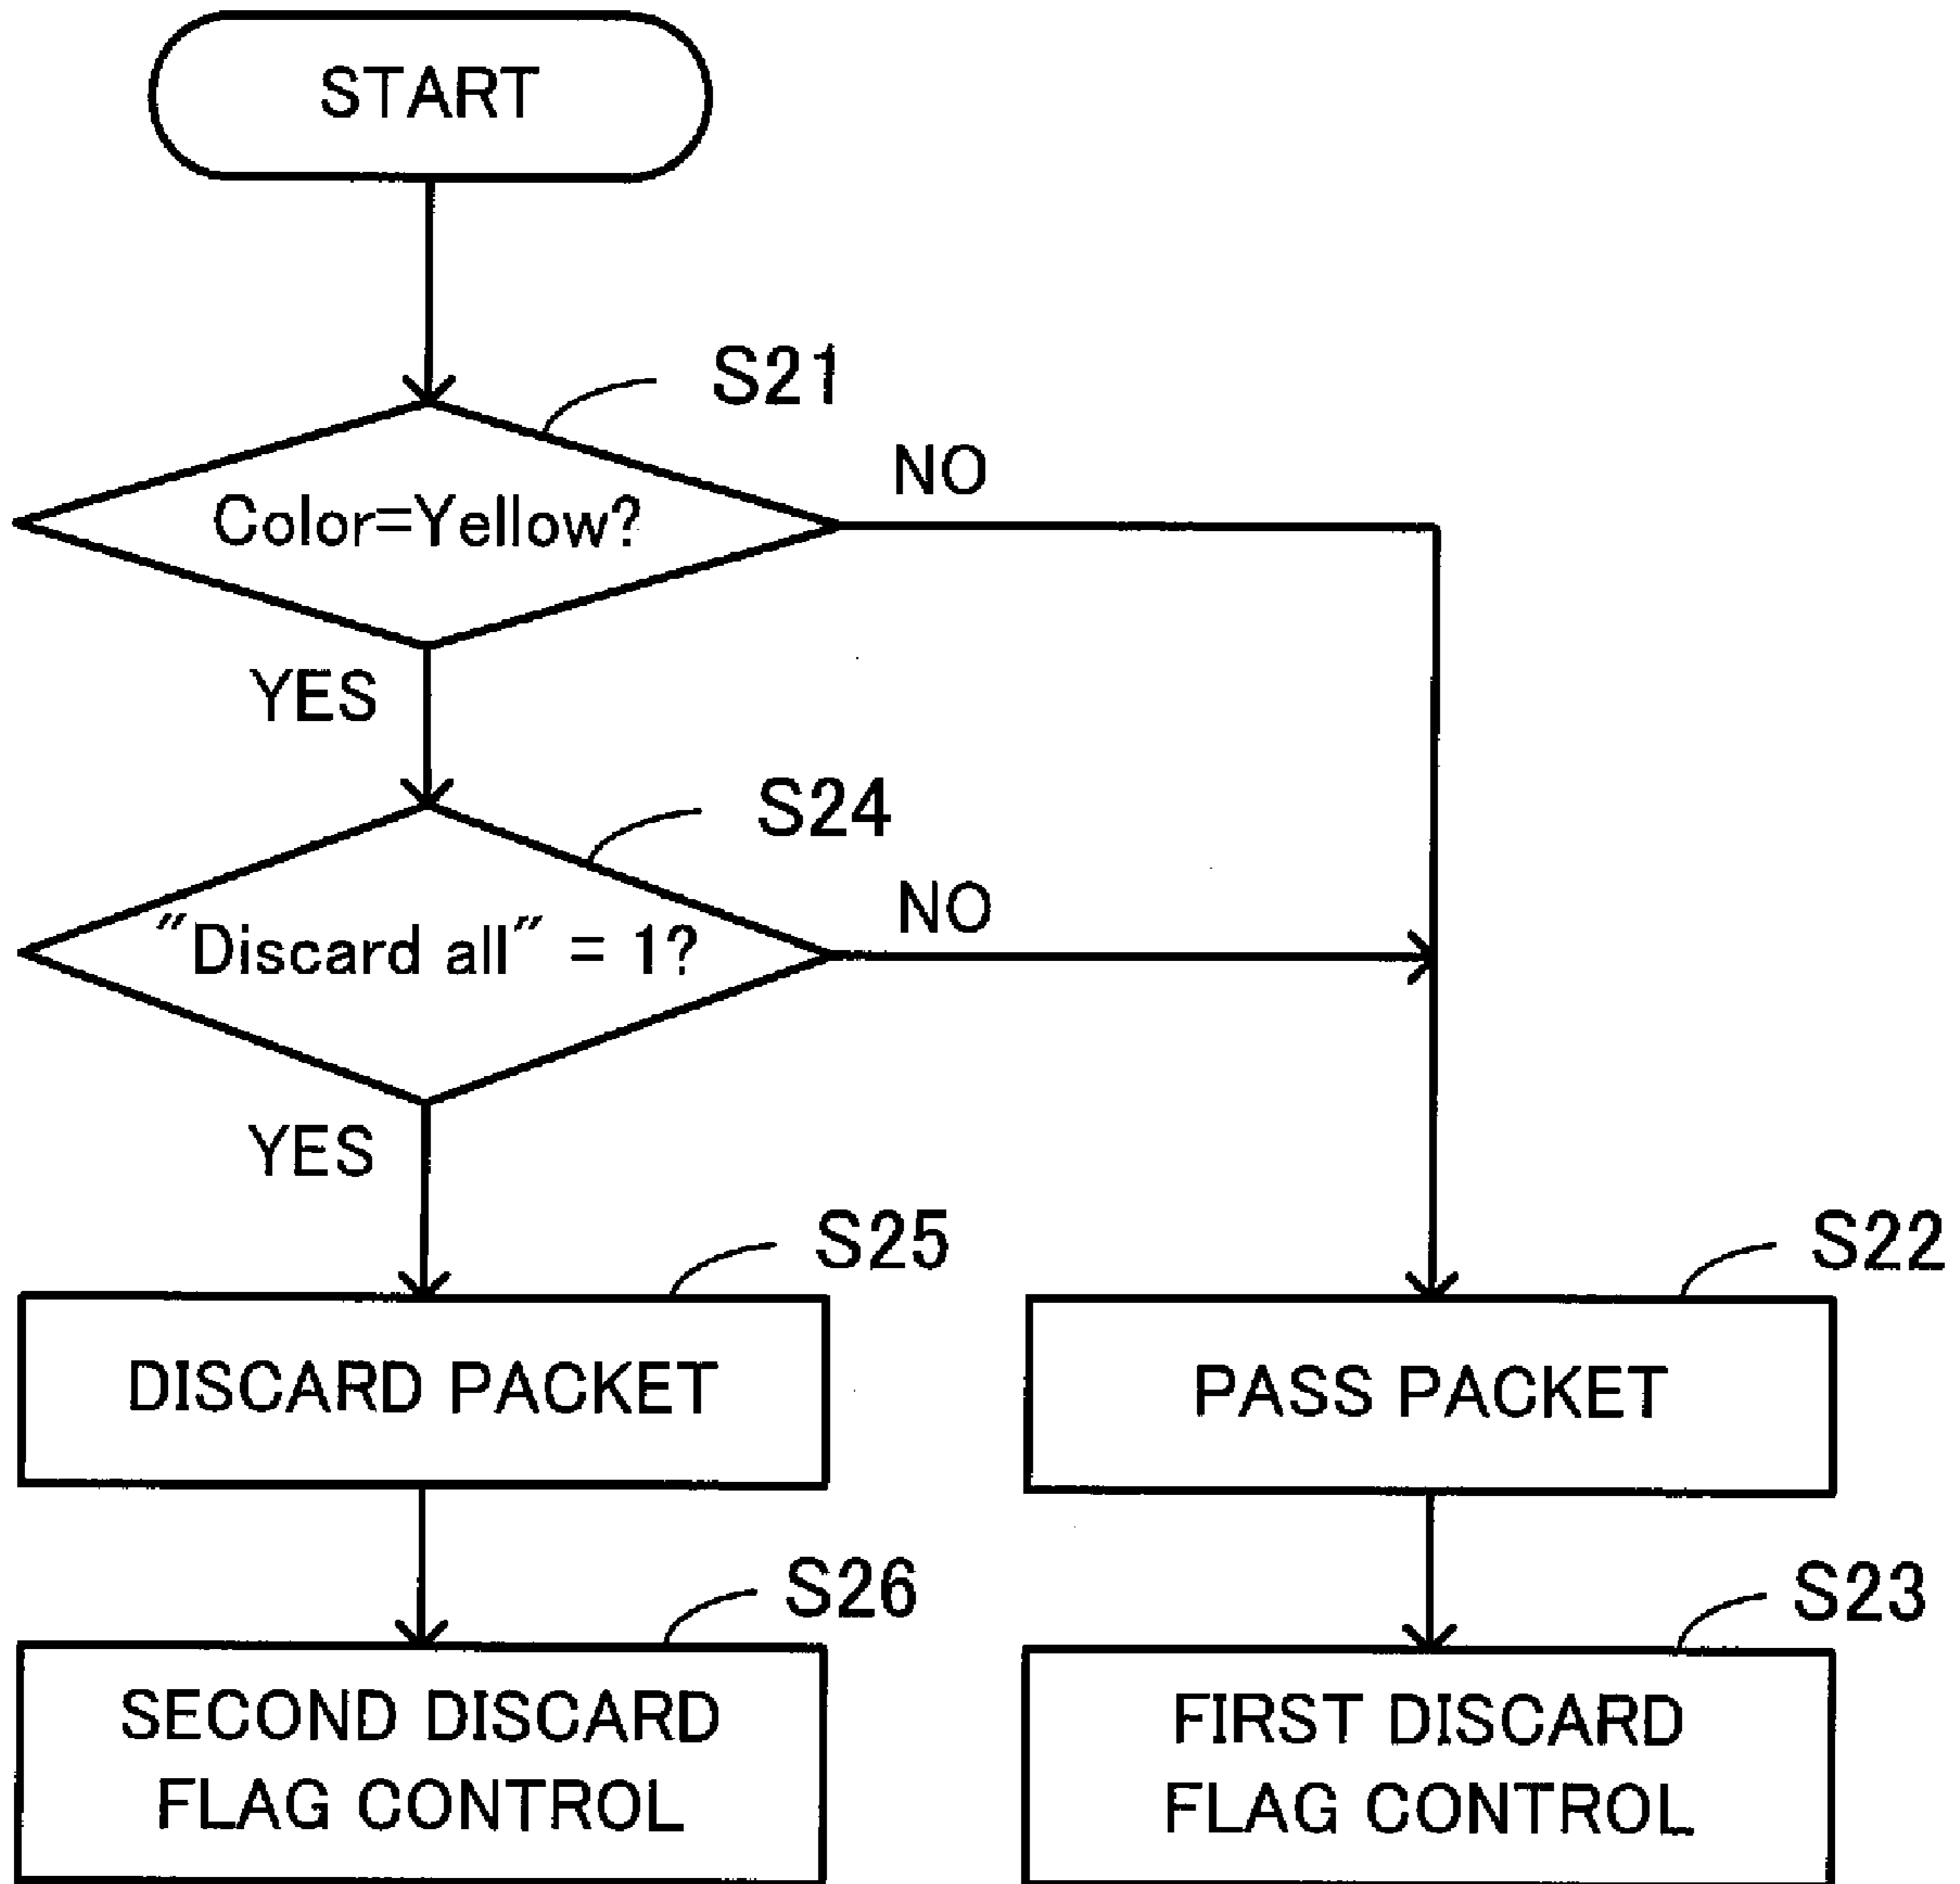 START
S21
Color=Yellow?
NO
YES
S24
"Discard all" = 1?
NO
YES
S25
S22
DISCARD PACKET
PASS PACKET
S26
S23
SECOND DISCARD
FLAG CONTROL
FIRST DISCARD
FLAG CONTROL